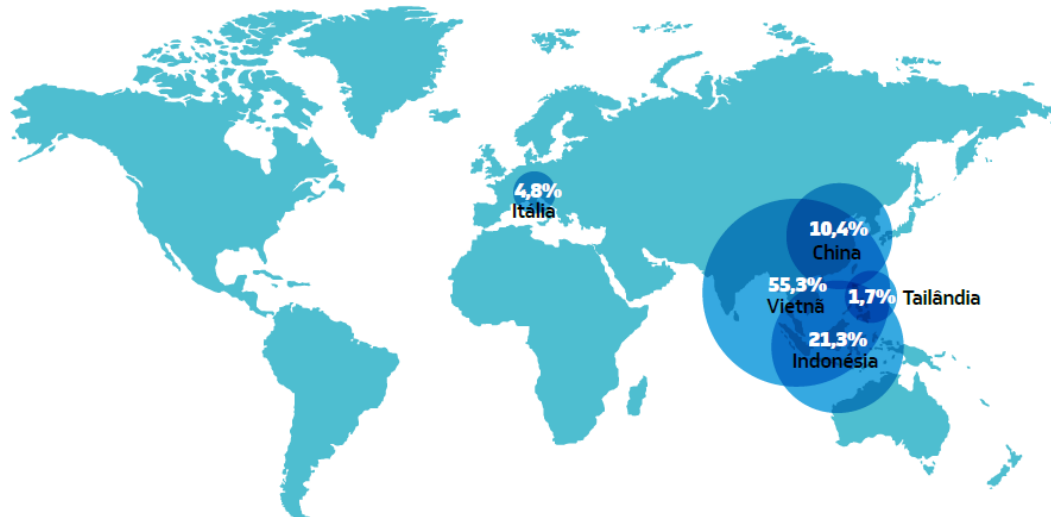 4,8%
Itália
10,4%
China
55,3%
Vietnã
1,7%
Tailândia
21,3%
Indonésia